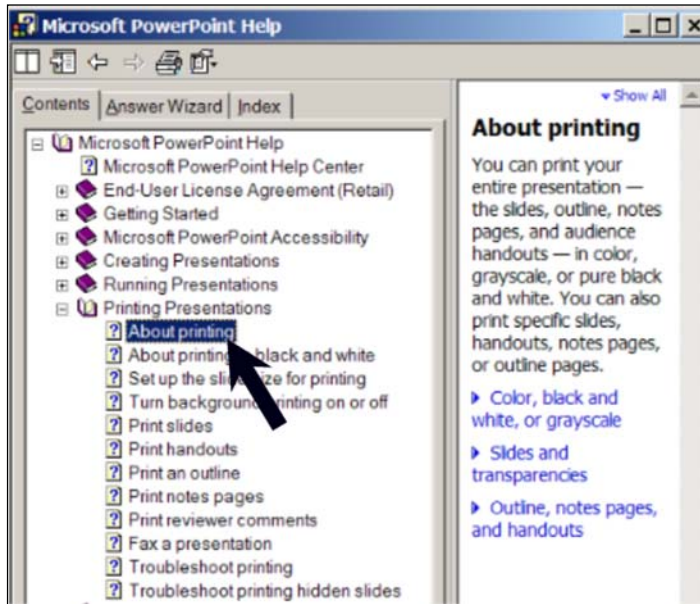 Microsoft PowerPoint Help
Contents Answer Wizard Index
Microsoft PowerPoint Help
Microsoft PowerPoint Help Center
End-User License Agreement (Retail)
Getting Started
Microsoft PowerPoint Accessibility
Creating Presentations
Running Presentations
Printing Presentations
About printing
About printing black and white
Set up the slide size for printing
Turn background printing on or off
Print slides
Print handouts
Print an outline
Print notes pages
Print reviewer comments
Fax a presentation
Troubleshoot printing
Troubleshoot printing hidden slides
Show All
About printing
You can print your
entire presentation —
the slides, outline, notes
pages, and audience
handouts — in color,
grayscale, or pure black
and white. You can also
print specific slides,
handouts, notes pages,
or outline pages.
Color, black and
white, or grayscale
Slides and
transparencies
Outline, notes pages,
and handouts